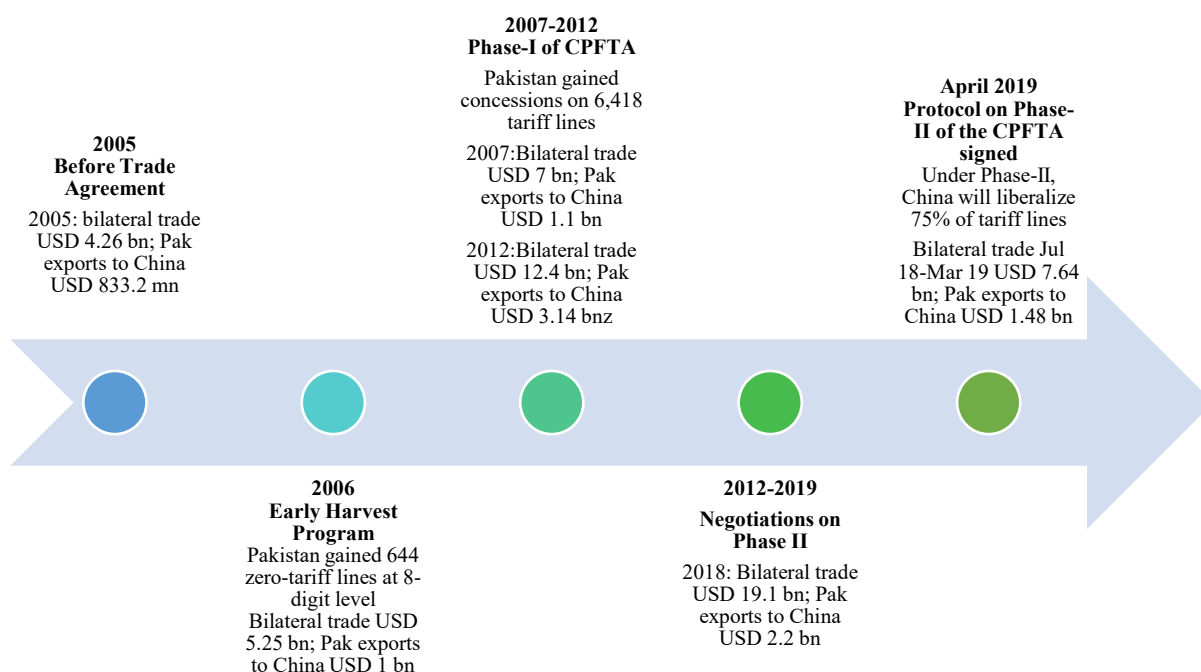 2005
Before Trade
Agreement
2005: bilateral trade
USD 4.26 bn; Pak
exports to China
USD 833.2 mn
2006
Early Harvest
Program
Pakistan gained 644
zero-tariff lines at 8-
digit level
Bilateral trade USD
5.25 bn; Pak exports
to China USD 1 bn
2007-2012
Phase-I of CPFTA
Pakistan gained
concessions on 6,418
tariff lines
2007:Bilateral trade
USD 7 bn; Pak
exports to China
USD 1.1 bn
2012:Bilateral trade
USD 12.4 bn; Pak
exports to China
USD 3.14 bnz
2012-2019
Negotiations on
Phase II
2018: Bilateral trade
USD 19.1 bn; Pak
exports to China
USD 2.2 bn
April 2019
Protocol on Phase-
II of the CPFTA
signed
Under Phase-II,
China will liberalize
75% of tariff lines
Bilateral trade Jul
18-Mar 19 USD 7.64
bn; Pak exports to
China USD 1.48 bn